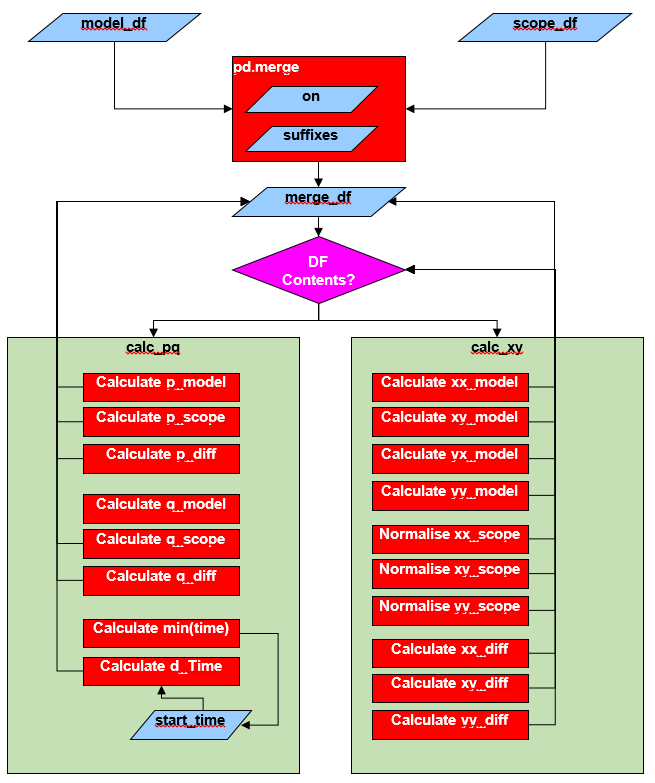 model_df
scope_df
pd.merge
on
suffixes
merge_df
DF
Contents?
calc_pq
Calculate p_model
Calculate p_scope
Calculate p_diff
Calculate q_model
Calculate q_scope
Calculate q_diff
Calculate min(time)
Calculate d_Time
start_time
calc_xy
Calculate xx_model
Calculate xy_model
Calculate yx_model
Calculate yy_model
Normalise xx_scope
Normalise xy_scope
Normalise yy_scope
Calculate xx_diff
Calculate xy_diff
Calculate yy_diff